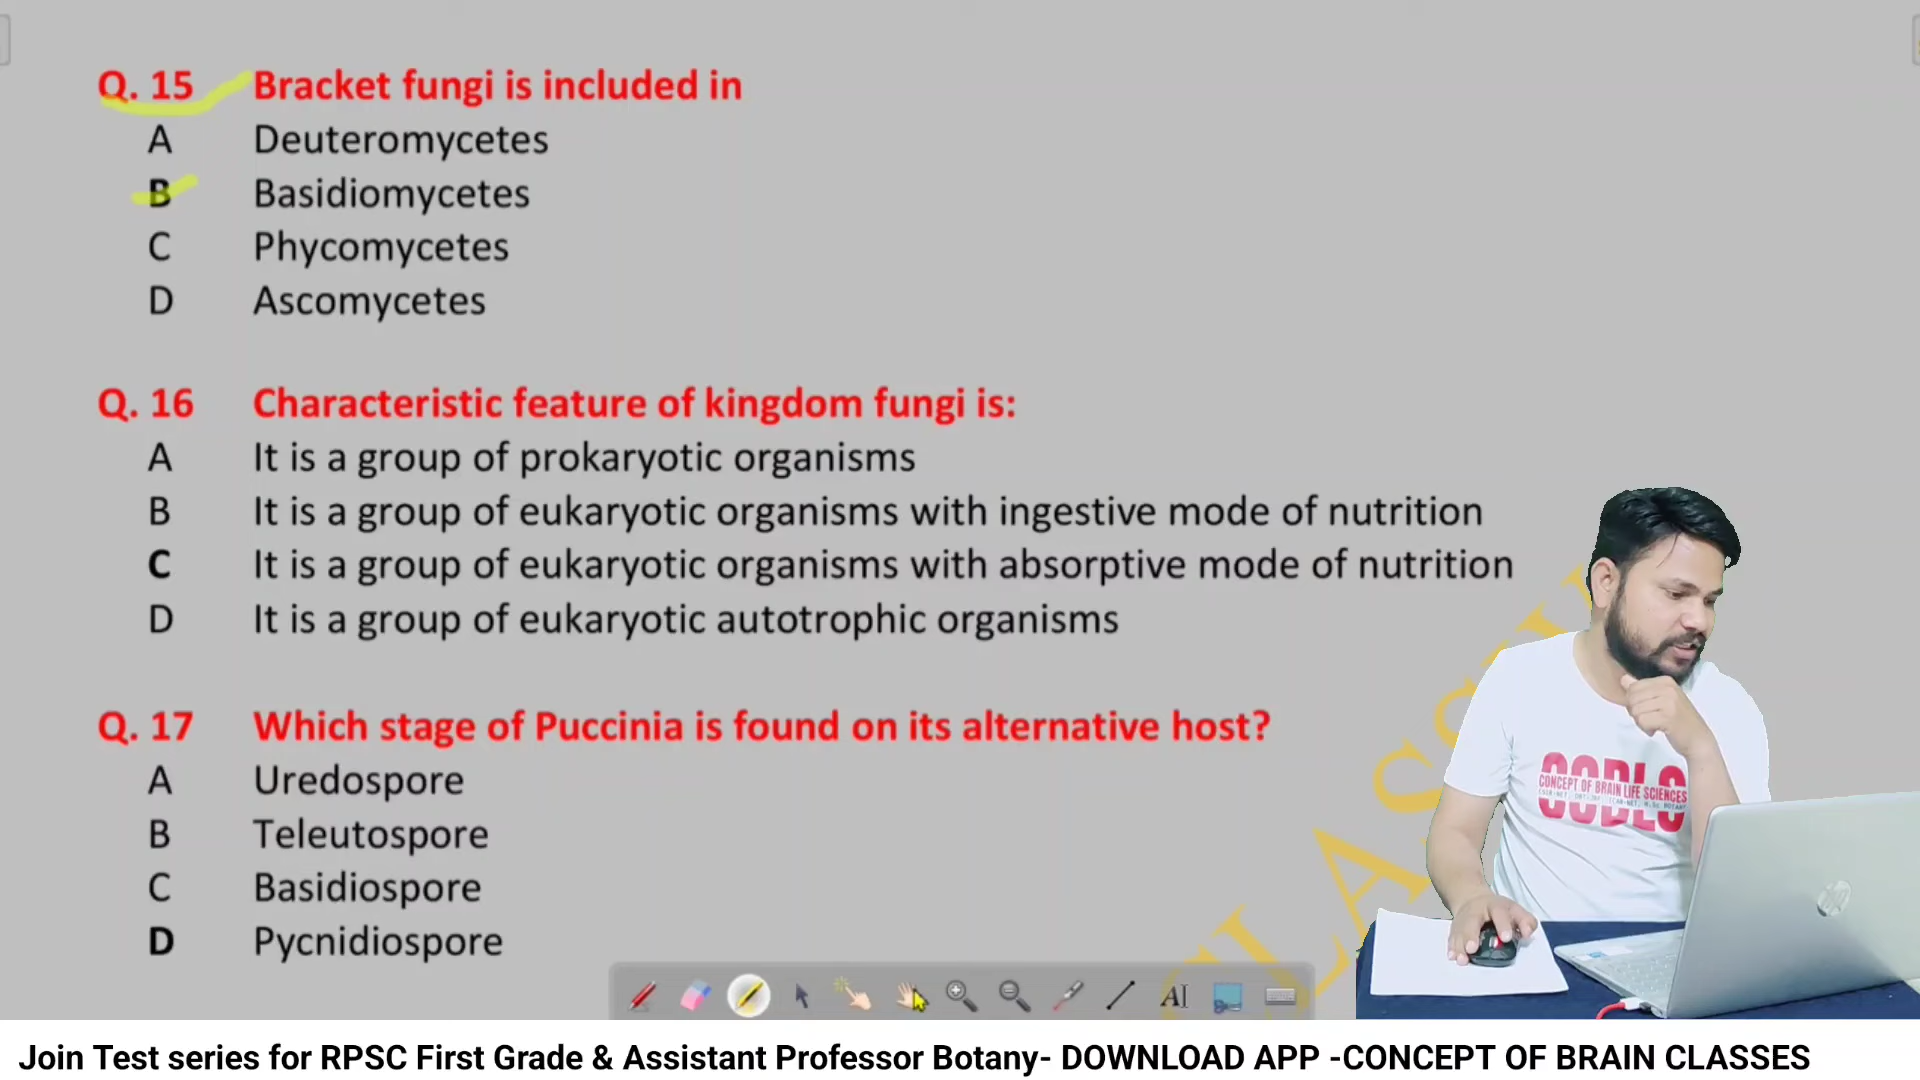 Q. 15 Bracket fungi is included in
A Deuteromycetes
B Basidiomycetes
C Phycomycetes
D Ascomycetes
Q. 16 Characteristic feature of kingdom fungi is:
A It is a group of prokaryotic organisms
B It is a group of eukaryotic organisms with ingestive mode of nutrition
C It is a group of eukaryotic organisms with absorptive mode of nutrition
D It is a group of eukaryotic autotrophic organisms
Q. 17 Which stage of Puccinia is found on its alternative host?
A Uredospore
B Teleutospore
C Basidiospore
D Pycnidiospore
CONCEPT OF BRAIN LIFE SCIENCES
AI
hp
Join Test series for RPSC First Grade & Assistant Professor Botany- DOWNLOAD APP -CONCEPT OF BRAIN CLASSES